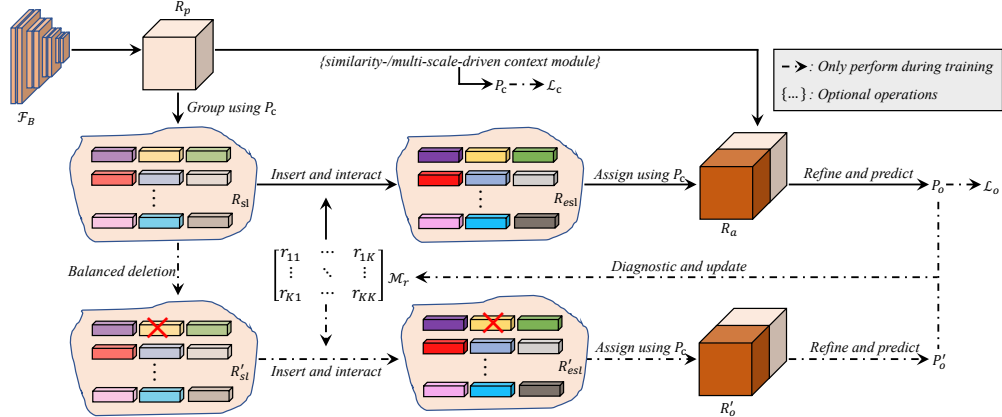 R_p
{similarity-/multi-scale-driven context module}
: Only perform during training
{...}: Optional operations
P_c
ℒ_c
ℱ_B
Group using P_c
R_sl
Insert and interact
R_esl
Assign using P_c
R_a
Refine and predict
P_o
ℒ_o
Balanced deletion
r_11 ⋯ r_1K
⋮ ⋱ ⋮
r_K1 ⋯ r_KK
ℳ_r
Diagnostic and update
R'_sl
Insert and interact
R'_esl
Assign using P_c
R'_o
Refine and predict
P'_o